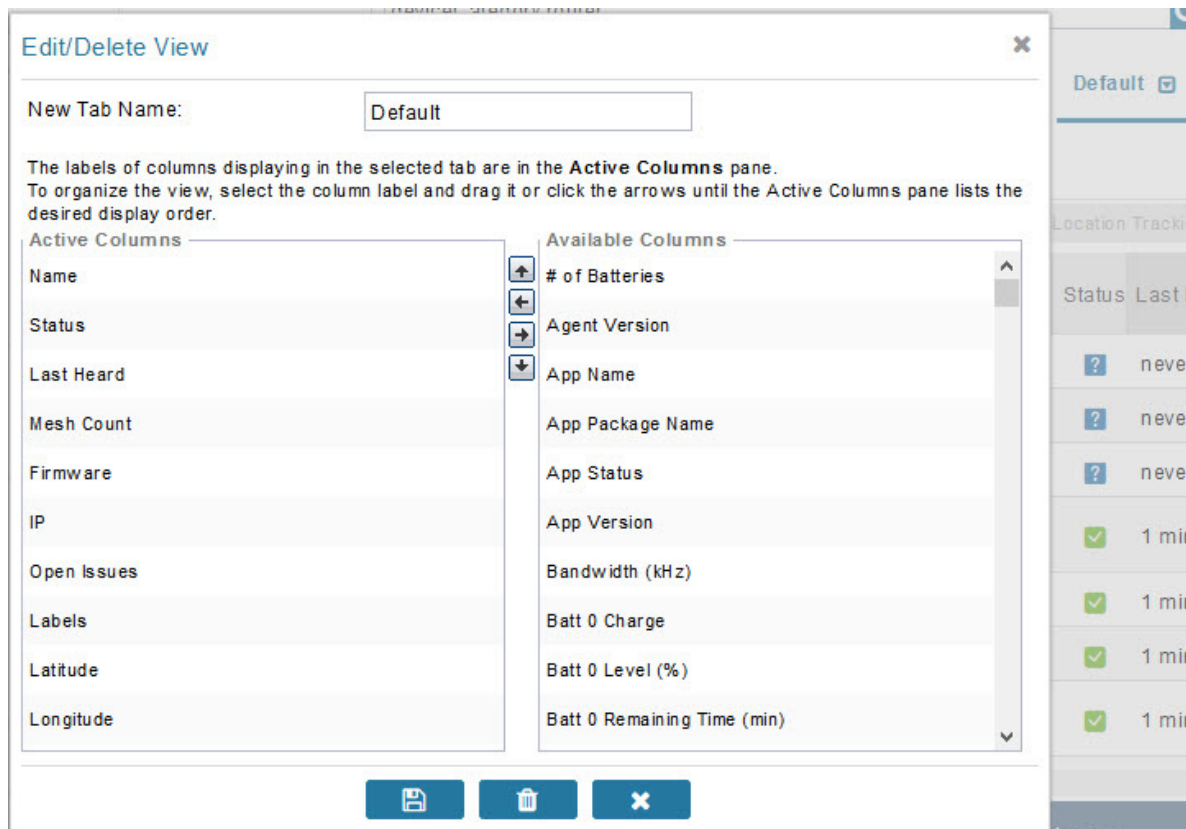 Edit/Delete View
Default
New Tab Name:
Default
The labels of columns displaying in the selected tab are in the Active Columns pane.
To organize the view, select the column label and drag it or click the arrows until the Active Columns pane lists the
desired display order.
Active Columns
Name
Status
Last Heard
Mesh Count
Firmware
IP
Open Issues
Labels
Latitude
Longitude
Available Columns
# of Batteries
Agent Version
App Name
App Package Name
App Status
App Version
Bandwidth (kHz)
Batt 0 Charge
Batt 0 Level (%)
Batt 0 Remaining Time (min)
Location Tracki
Status Last
? neve
? neve
? neve
1 min
1 min
1 min
1 min